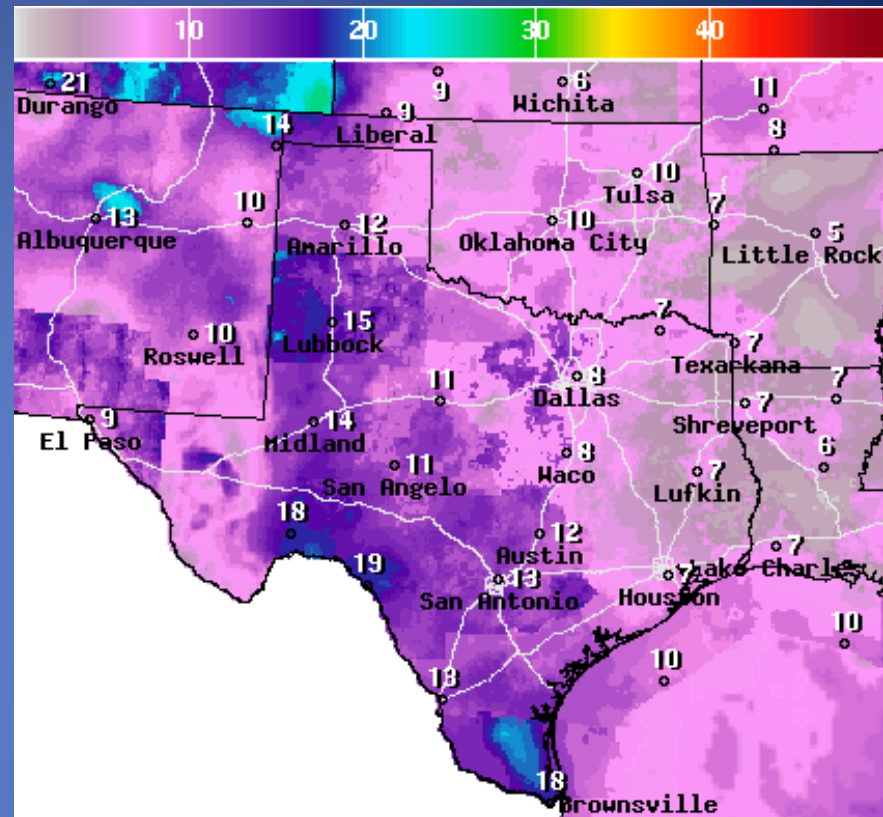 10 20 30 40
21 9 6 11
Durango Wichita
9 8
Liberal
14
10 7
Tulsa
13 10 12 10 5
Albuquerque Amarillo Oklahoma City Little Rock
10 15 7 7
Roswell Lubbock Texarkana
8
Dallas
9 14 11 7 7
El Paso Midland Shreveport
11 8 7 6
San Angelo Waco Lufkin
18 12 7
Austin Lake Charles
19 13 7
San Antonio Houston
10 10
13
18
Brownsville